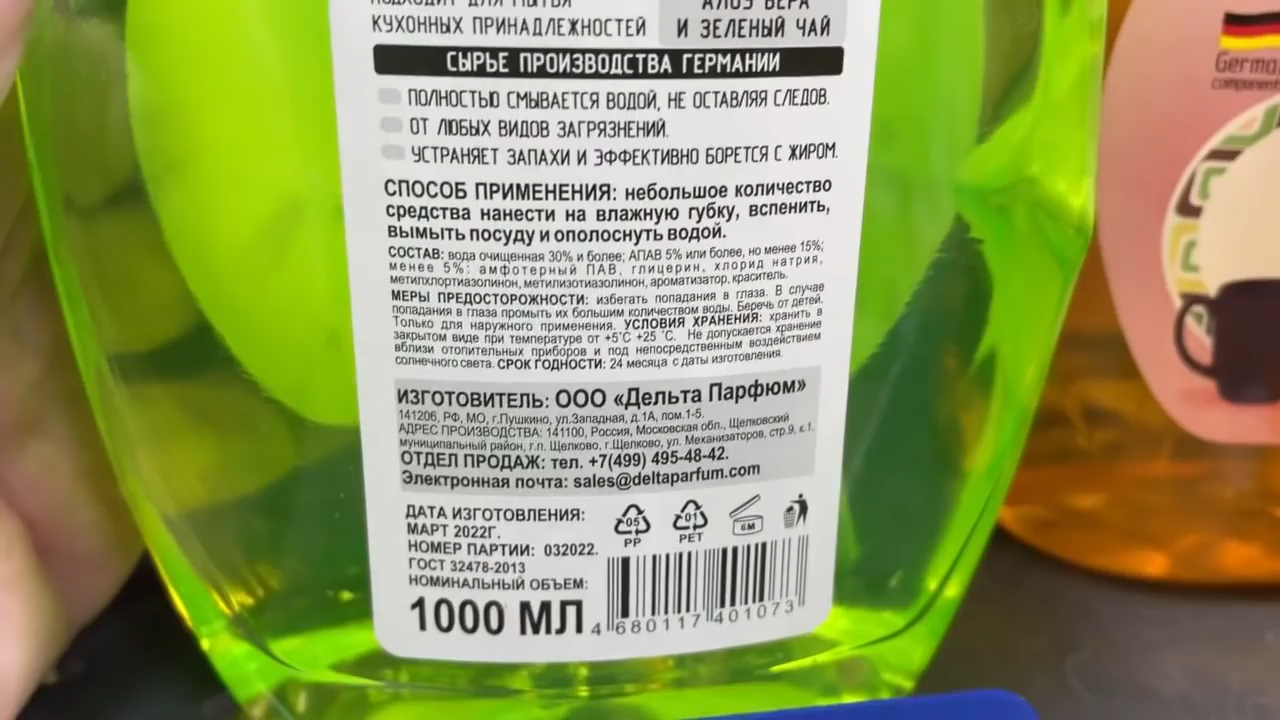 ПОДХОДИТ ДЛЯ МЫТЬЯ
КУХОННЫХ ПРИНАДЛЕЖНОСТЕЙ
АЛОЭ ВЕРА
И ЗЕЛЕНЫЙ ЧАЙ
СЫРЬЕ ПРОИЗВОДСТВА ГЕРМАНИИ
ПОЛНОСТЬЮ СМЫВАЕТСЯ ВОДОЙ, НЕ ОСТАВЛЯЯ СЛЕДОВ.
ОТ ЛЮБЫХ ВИДОВ ЗАГРЯЗНЕНИЙ.
УСТРАНЯЕТ ЗАПАХИ И ЭФФЕКТИВНО БОРЕТСЯ С ЖИРОМ.
СПОСОБ ПРИМЕНЕНИЯ: небольшое количество
средства нанести на влажную губку, вспенить,
вымыть посуду и ополоснуть водой.
СОСТАВ: вода очищенная 30% и более; АПАВ 5% или более, но менее 15%;
менее 5%: амфотерный ПАВ, глицерин, хлорид натрия,
метилхлортиазолинон, метилизотиазолинон, ароматизатор, краситель.
МЕРЫ ПРЕДОСТОРОЖНОСТИ: избегать попадания в глаза. В случае
попадания в глаза промыть их большим количеством воды. Беречь от детей.
Только для наружного применения. УСЛОВИЯ ХРАНЕНИЯ: хранить в
закрытом виде при температуре от +5°С +25 °С. Не допускается хранение
вблизи отопительных приборов и под непосредственным воздействием
солнечного света. СРОК ГОДНОСТИ: 24 месяца с даты изготовления.
ИЗГОТОВИТЕЛЬ: ООО «Дельта Парфюм»
141206, РФ, МО, г.Пушкино, ул.Западная, д.1А, пом.1-5.
АДРЕС ПРОИЗВОДСТВА: 141100, Россия, Московская обл., Щелковский
муниципальный район, г.п. Щелково, г.Щелково, ул. Механизаторов, стр.9, к.1.
ОТДЕЛ ПРОДАЖ: тел. +7(499) 495-48-42.
Электронная почта: sales@deltaparfum.com
ДАТА ИЗГОТОВЛЕНИЯ:
МАРТ 2022Г.
НОМЕР ПАРТИИ: 032022.
ГОСТ 32478-2013
НОМИНАЛЬНЫЙ ОБЪЕМ:
1000 МЛ
05
PP
01
PET
6M
4 680117 401073